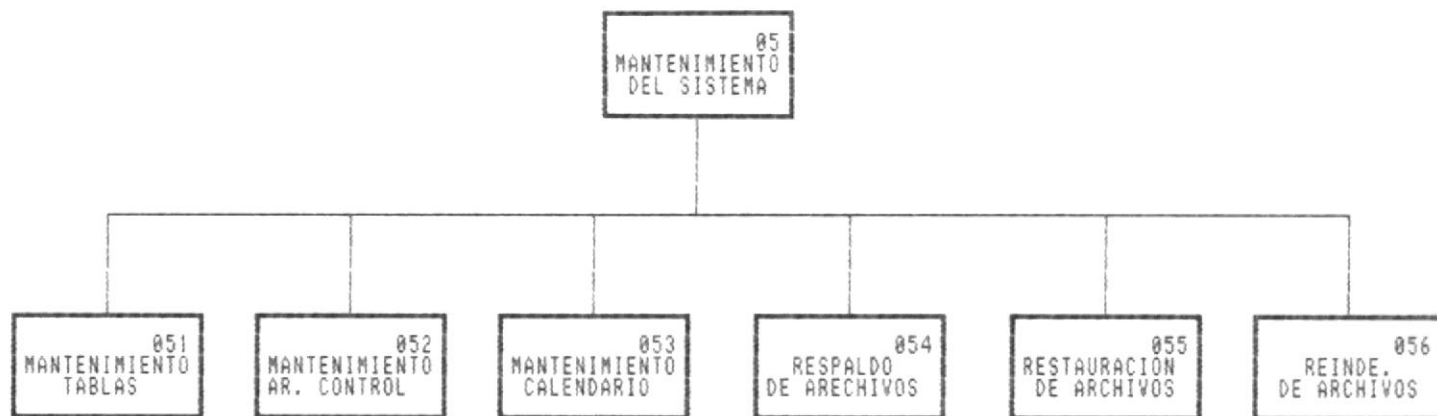 05
MANTENIMIENTO
DEL SISTEMA
051
MANTENIMIENTO
TABLAS
052
MANTENIMIENTO
AR. CONTROL
053
MANTENIMIENTO
CALENDARIO
054
RESPALDO
DE ARECHIVOS
055
RESTAURACION
DE ARCHIVOS
056
REINDE.
DE ARCHIVOS